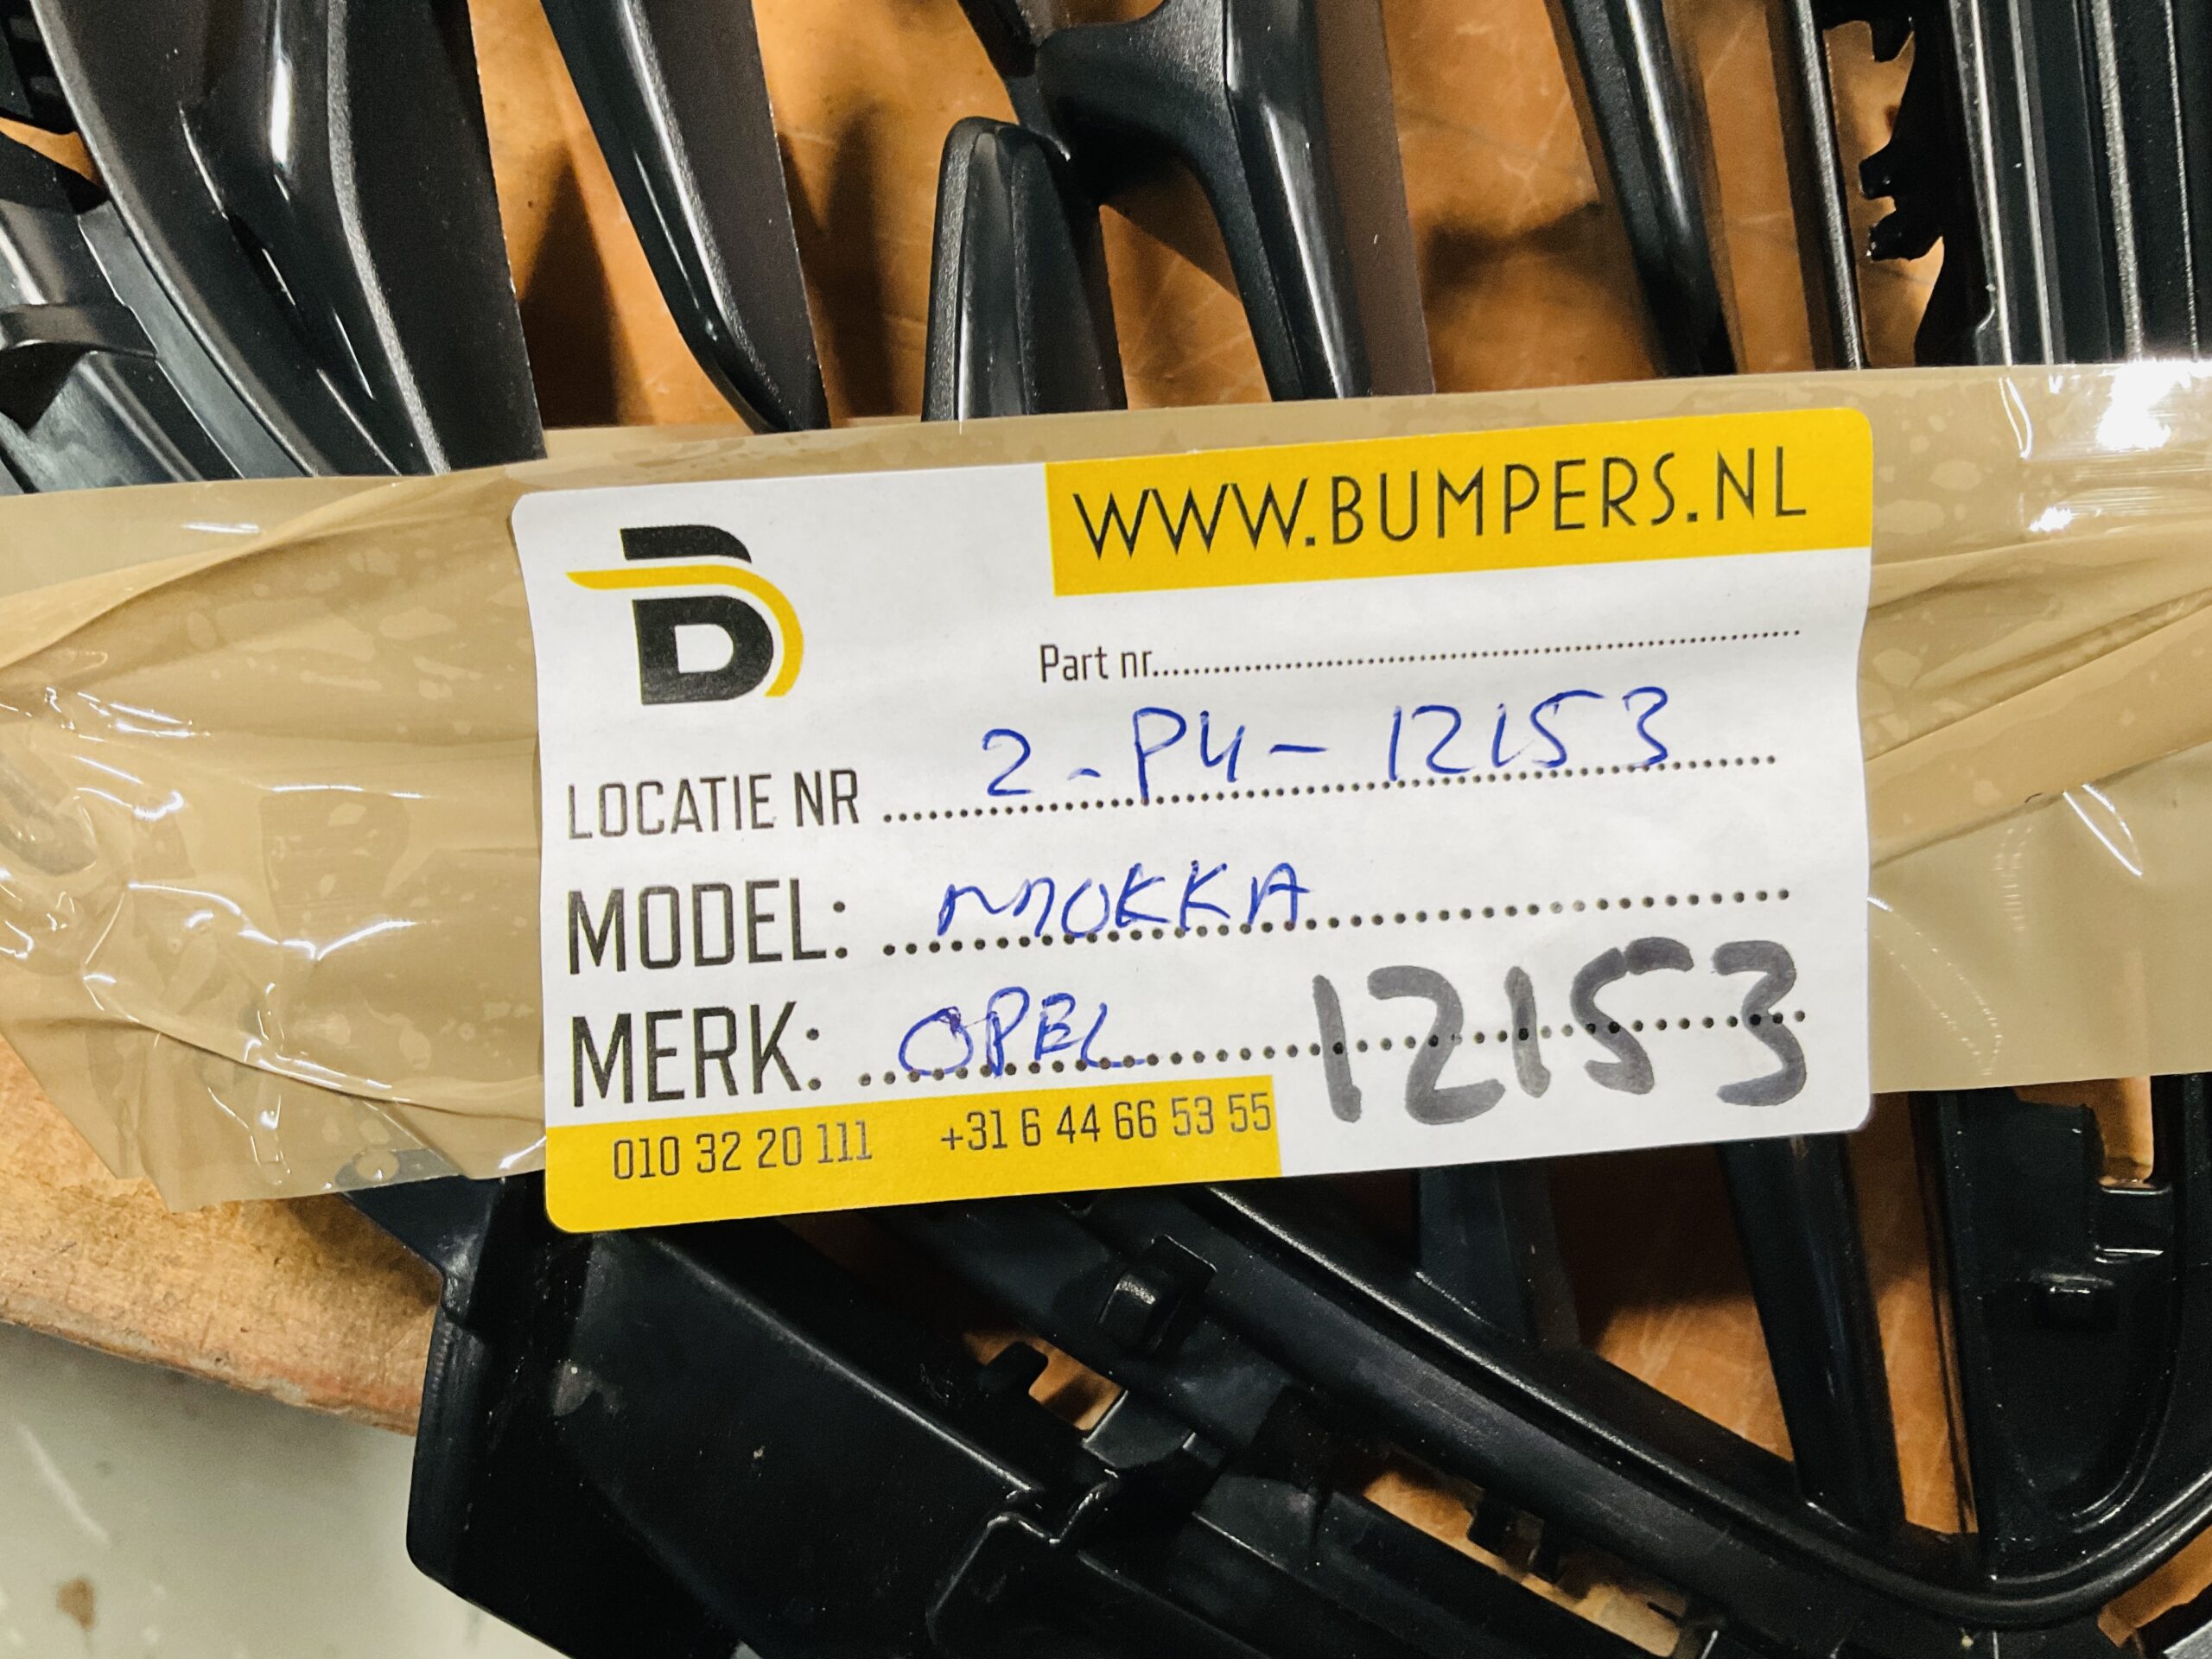 WWW.BUMPERS.NL
Part nr..........
LOCATIE NR 2-P4-12153
MODEL: MOKKA
MERK: OPEL 12153
010 32 20 111 +31 6 44 66 53 55